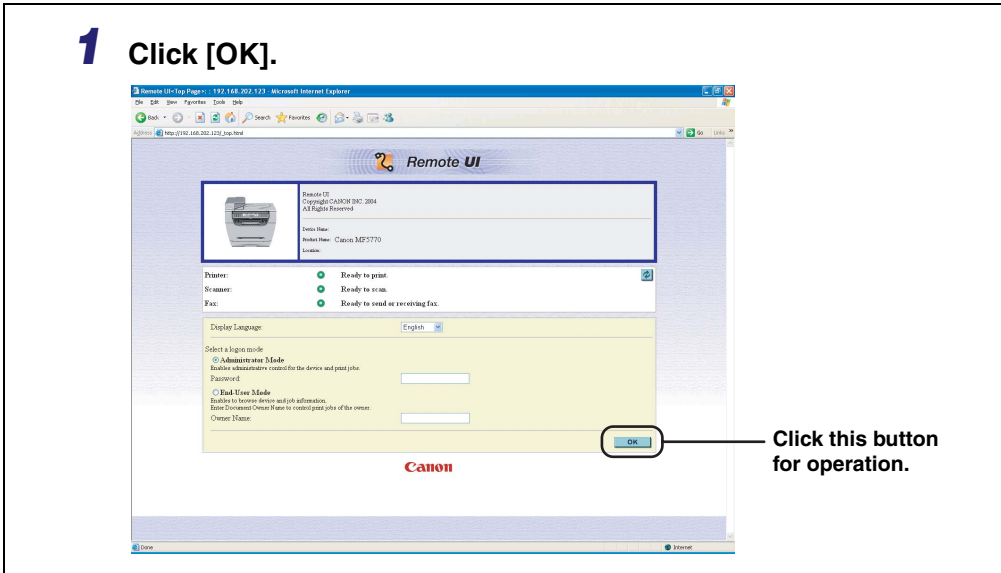 1 Click [OK].
Remote UI<Top Page>: : 192.168.202.123 - Microsoft Internet Explorer
File Edit View Favorites Tools Help
Back Search Favorites
Address http://192.168.202.123/_top.html Go Links »
Remote UI
Remote UI
Copyright CANON INC. 2004
All Rights Reserved
Device Name:
Product Name: Canon MF5770
Location:
Printer: Ready to print.
Scanner: Ready to scan.
Fax: Ready to send or receiving fax.
Display Language: English
Select a logon mode
Administrator Mode
Enables administrative control for the device and print jobs.
Password:
End-User Mode
Enables to browse device and job information.
Enter Document Owner Name to control print jobs of the owner.
Owner Name:
OK
Click this button
for operation.
Canon
Done Internet